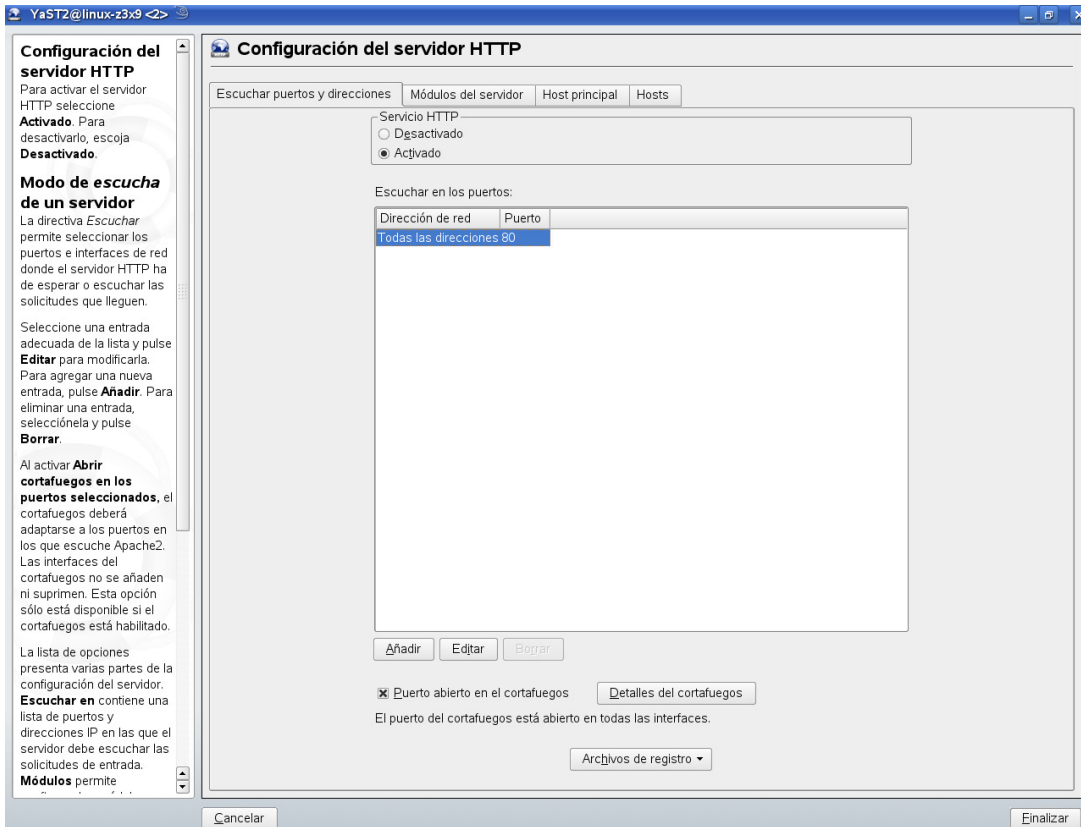 YaST2@linux-z3x9 <2>
Configuración del
servidor HTTP
Para activar el servidor
HTTP seleccione
Activado. Para
desactivarlo, escoja
Desactivado.
Modo de escucha
de un servidor
La directiva Escuchar
permite seleccionar los
puertos e interfaces de red
donde el servidor HTTP ha
de esperar o escuchar las
solicitudes que lleguen.
Seleccione una entrada
adecuada de la lista y pulse
Editar para modificarla.
Para agregar una nueva
entrada, pulse Añadir. Para
eliminar una entrada,
selecciónela y pulse
Borrar.
Al activar Abrir
cortafuegos en los
puertos seleccionados, el
cortafuegos deberá
adaptarse a los puertos en
los que escuche Apache2.
Las interfaces del
cortafuegos no se añaden
ni suprimen. Esta opción
sólo está disponible si el
cortafuegos está habilitado.
La lista de opciones
presenta varias partes de la
configuración del servidor.
Escuchar en contiene una
lista de puertos y
direcciones IP en las que el
servidor debe escuchar las
solicitudes de entrada.
Módulos permite
Configuración del servidor HTTP
Escuchar puertos y direcciones Módulos del servidor Host principal Hosts
Servicio HTTP
Desactivado
Activado
Escuchar en los puertos:
Dirección de red Puerto
Todas las direcciones 80
Añadir Editar Borrar
Puerto abierto en el cortafuegos Detalles del cortafuegos
El puerto del cortafuegos está abierto en todas las interfaces.
Archivos de registro
Cancelar Finalizar